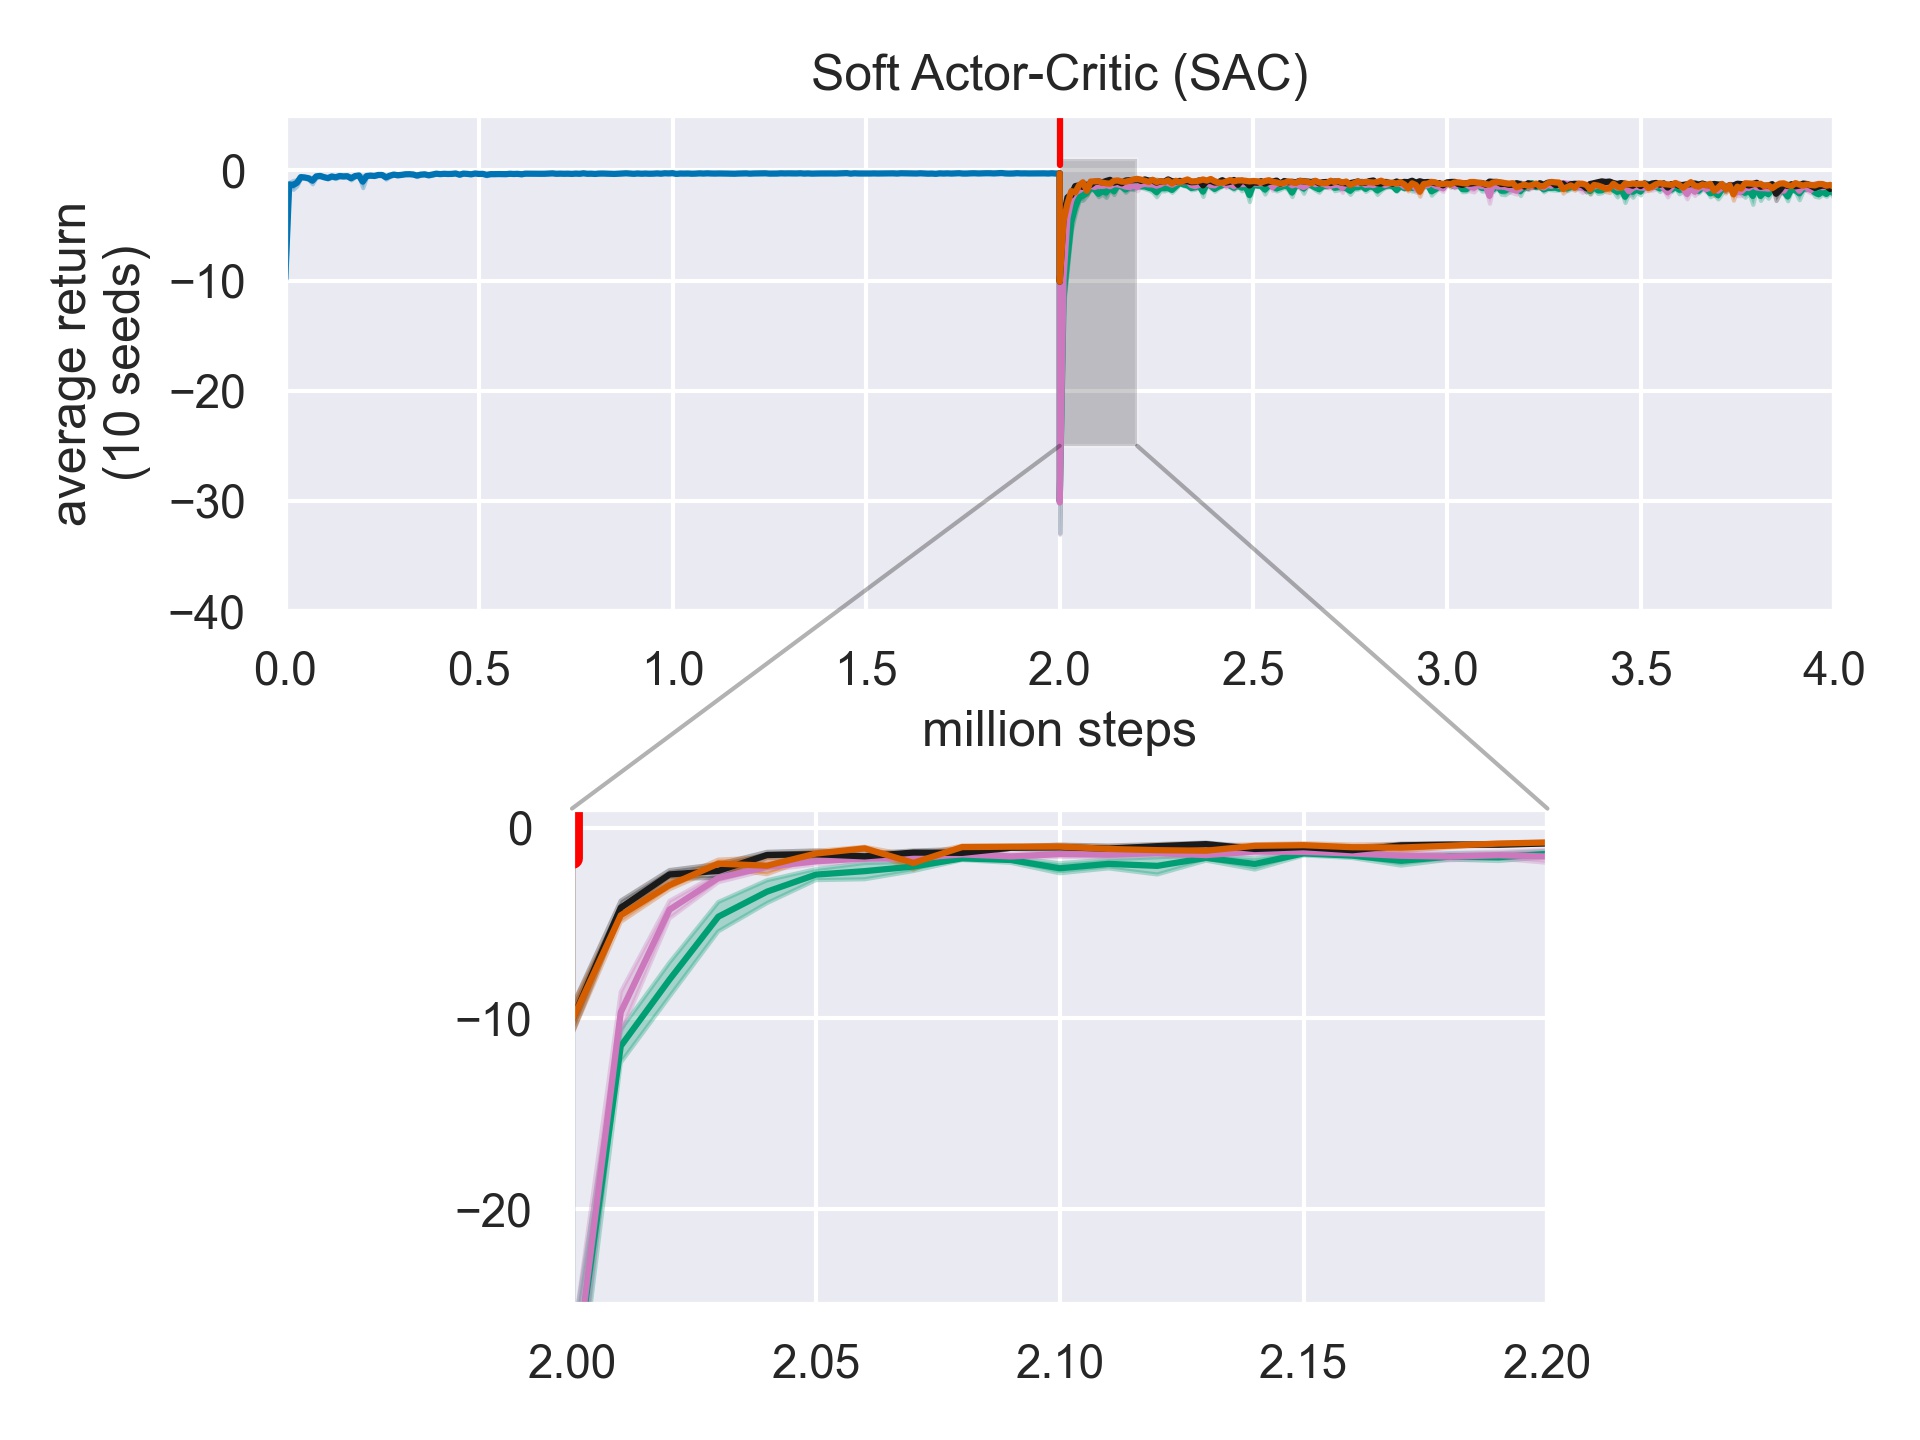 Soft Actor-Critic (SAC)
average return
(10 seeds)
0
−10
−20
−30
−40
0.0 0.5 1.0 1.5 2.0 2.5 3.0 3.5 4.0
million steps
0
−10
−20
2.00 2.05 2.10 2.15 2.20